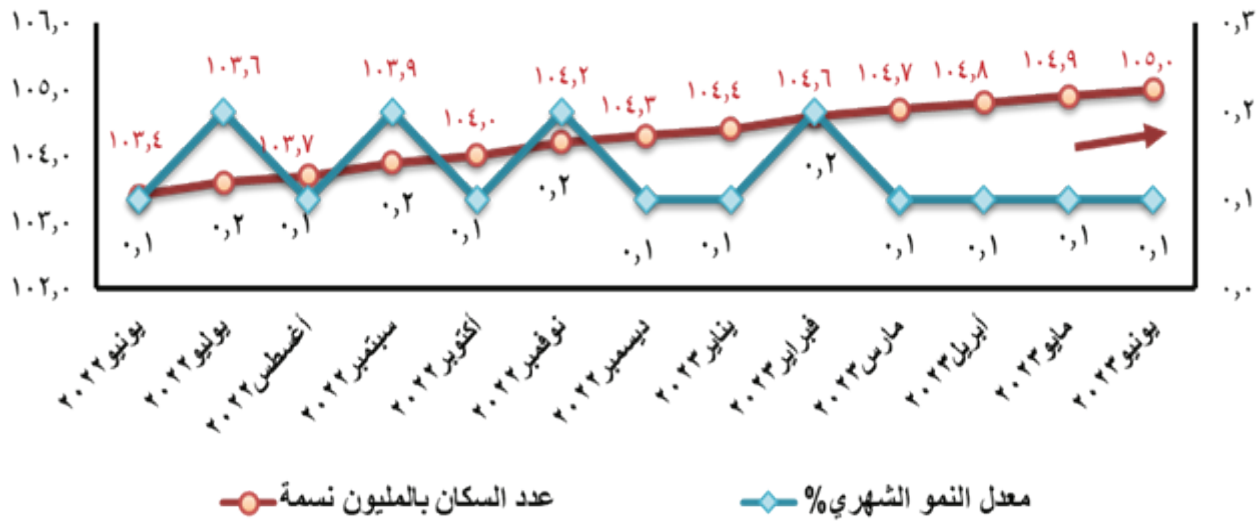 ١٠٦,٠
١٠٥,٠
١٠٤,٠
١٠٣,٠
١٠٢,٠
٠,٣
٠,٢
٠,١
٠,٠
١٠٣,٤
١٠٣,٦
١٠٣,٧
١٠٣,٩
١٠٤,٠
١٠٤,٢
١٠٤,٣
١٠٤,٤
١٠٤,٦
١٠٤,٧
١٠٤,٨
١٠٤,٩
١٠٥,٠
٠,١
٠,٢
٠,١
٠,٢
٠,١
٠,٢
٠,١
٠,١
٠,٢
٠,١
٠,١
٠,١
٠,١
يونيو٢٠٢٢
يوليو٢٠٢٢
أغسطس٢٠٢٢
سبتمبر٢٠٢٢
أكتوبر٢٠٢٢
نوفمبر٢٠٢٢
ديسمبر٢٠٢٢
يناير٢٠٢٣
فبراير٢٠٢٣
مارس٢٠٢٣
أبريل٢٠٢٣
مايو٢٠٢٣
يونيو٢٠٢٣
عدد السكان بالمليون نسمة
معدل النمو الشهري%